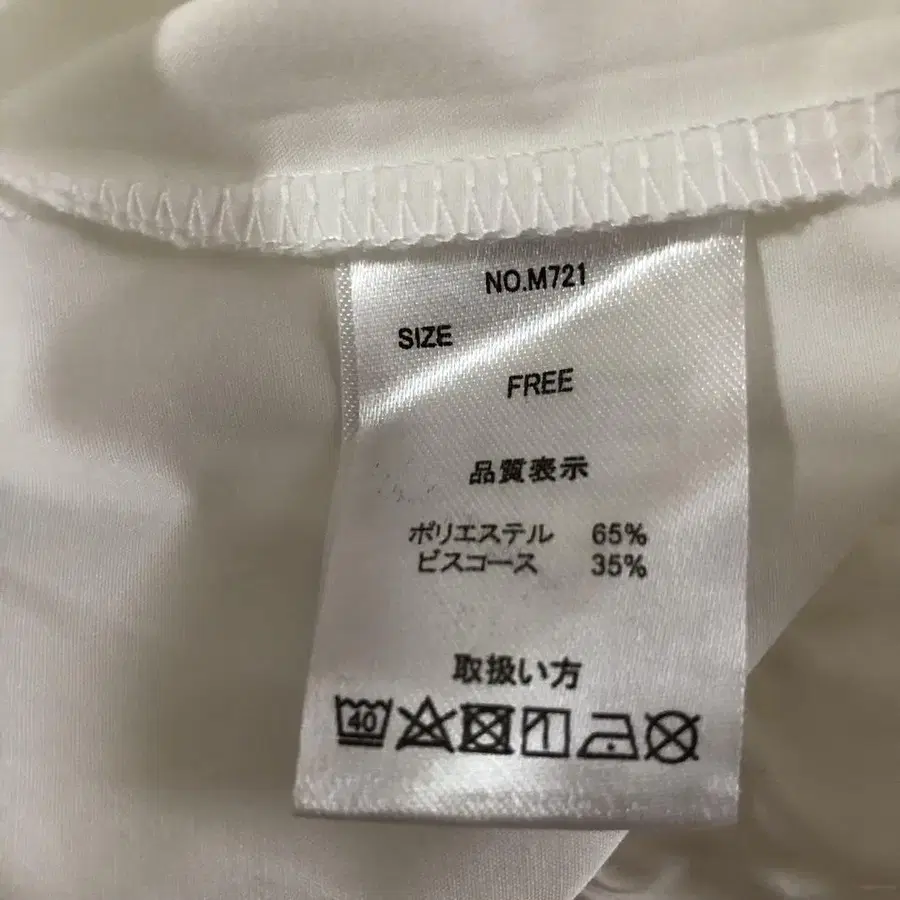 NO.M721
SIZE
FREE
品質表示
ポリエステル 65%
ビスコース 35%
取扱い方
40